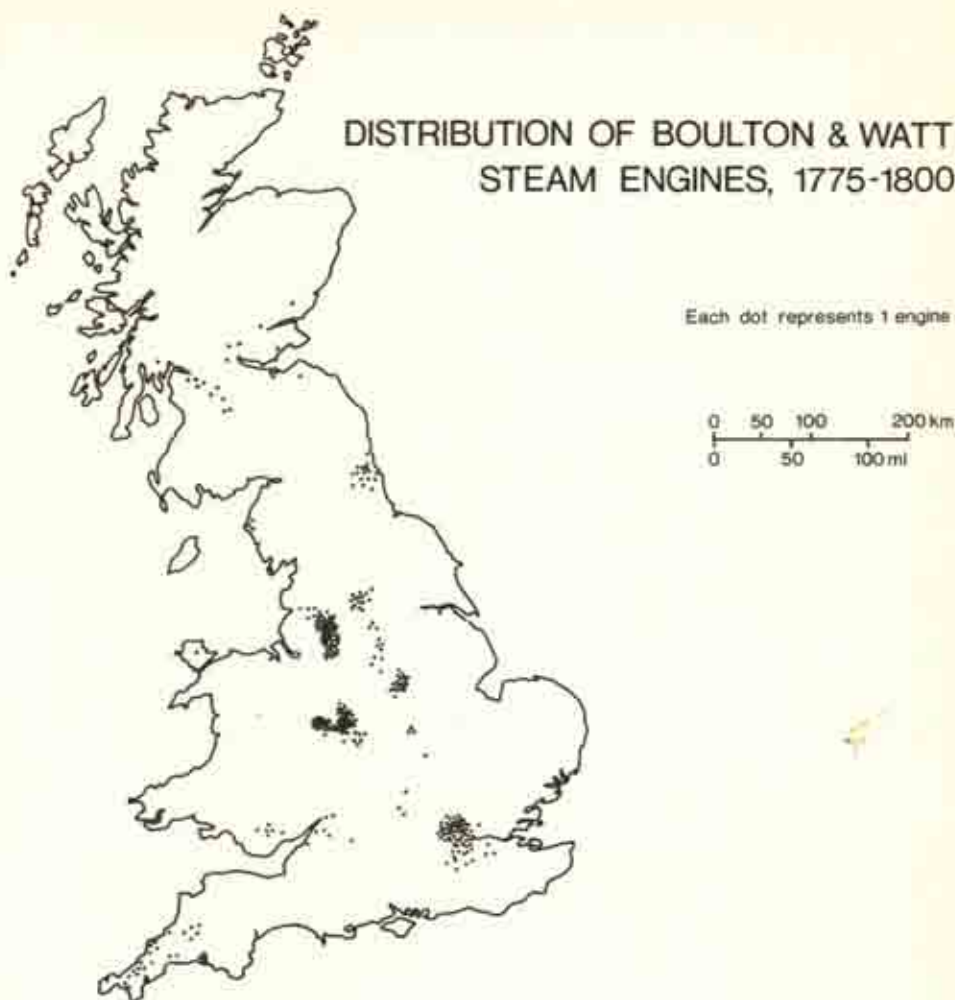 DISTRIBUTION OF BOULTON & WATT
STEAM ENGINES, 1775-1800
Each dot represents 1 engine
0 50 100 200 km
0 50 100 ml